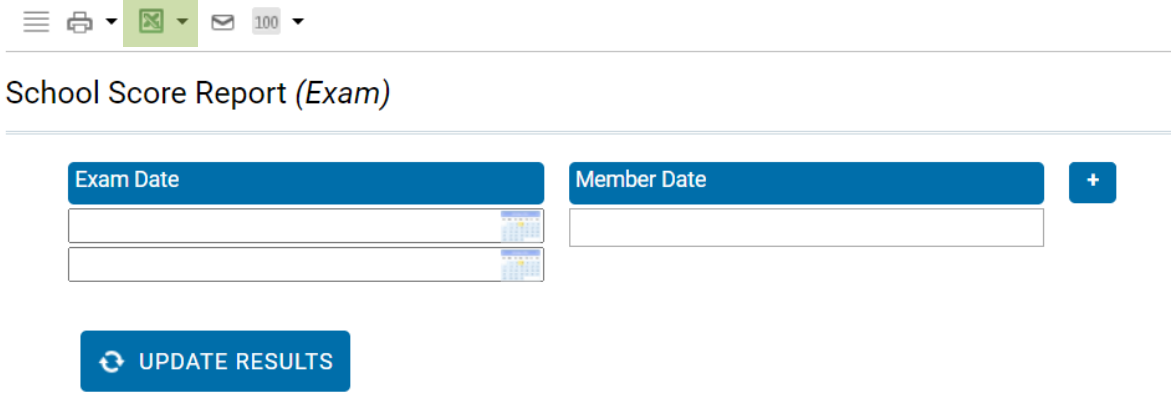 100
School Score Report (Exam)
Exam Date
Member Date
+
UPDATE RESULTS